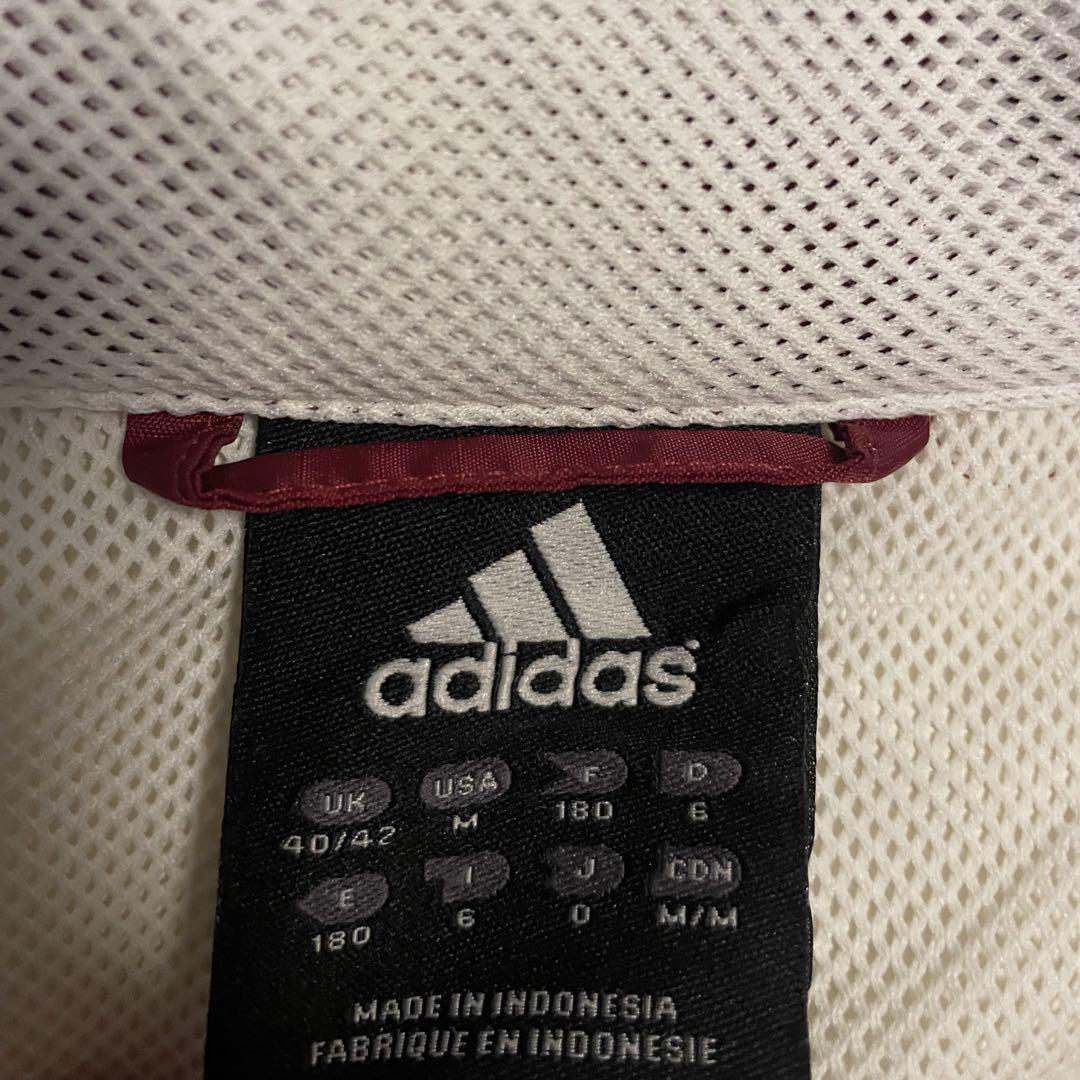 adidas
UK USA F D
40/42 M 180 6
E I J CDN
180 6 O M/M
MADE IN INDONESIA
FABRIQUE EN INDONESIE